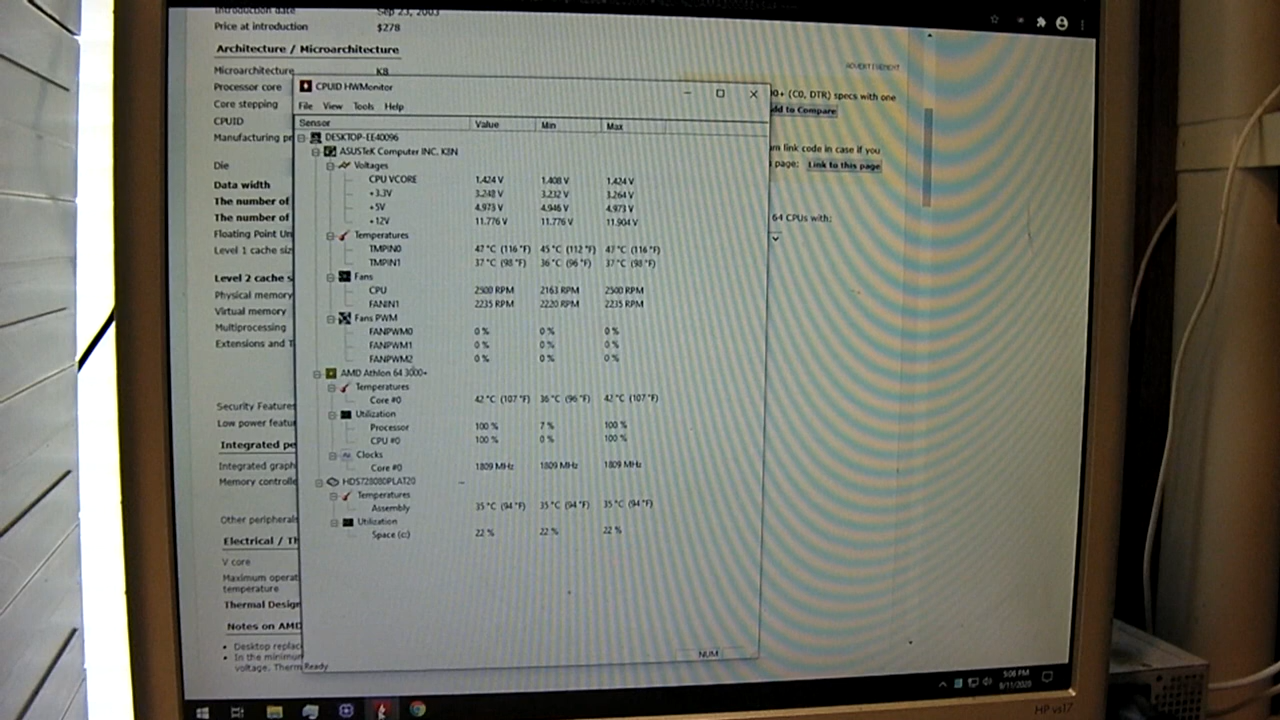 Introduction date Sep 23, 2003
Price at introduction $278
Architecture / Microarchitecture
Microarchitecture K8
Processor core
Core stepping
CPUID
Manufacturing pr
Die
Data width
The number of
The number of
Floating Point Un
Level 1 cache siz
Level 2 cache s
Physical memory
Virtual memory
Multiprocessing
Extensions and T
Security Features
Low power featur
Integrated pe
Integrated graph
Memory controlle
Other peripherals
Electrical / Th
V core
Maximum operat
temperature
Thermal Design
Notes on AMD
Desktop replac
In the minimum
voltage. Therm
CPUID HWMonitor
File View Tools Help
Sensor Value Min Max
DESKTOP-EE40096
ASUSTeK Computer INC. K8N
Voltages
CPU VCORE 1.424 V 1.408 V 1.424 V
+3.3V 3.248 V 3.232 V 3.264 V
+5V 4.973 V 4.946 V 4.973 V
+12V 11.776 V 11.776 V 11.904 V
Temperatures
TMPIN0 47 °C (116 °F) 45 °C (112 °F) 47 °C (116 °F)
TMPIN1 37 °C (98 °F) 36 °C (96 °F) 37 °C (98 °F)
Fans
CPU 2500 RPM 2163 RPM 2500 RPM
FANIN1 2235 RPM 2220 RPM 2235 RPM
Fans PWM
FANPWM0 0 % 0 % 0 %
FANPWM1 0 % 0 % 0 %
FANPWM2 0 % 0 % 0 %
AMD Athlon 64 3000+
Temperatures
Core #0 42 °C (107 °F) 36 °C (96 °F) 42 °C (107 °F)
Utilization
Processor 100 % 7 % 100 %
CPU #0 100 % 0 % 100 %
Clocks
Core #0 1809 MHz 1809 MHz 1809 MHz
HDS728080PLAT20
Temperatures
Assembly 35 °C (94 °F) 35 °C (94 °F) 35 °C (94 °F)
Utilization
Space (c:) 22 % 22 % 22 %
Ready
NUM
ADVERTISEMENT
0+ (C0, DTR) specs with one
dd to Compare
m link code in case if you
page: Link to this page
64 CPUs with:
5:06 PM
9/11/2020
HP vs17